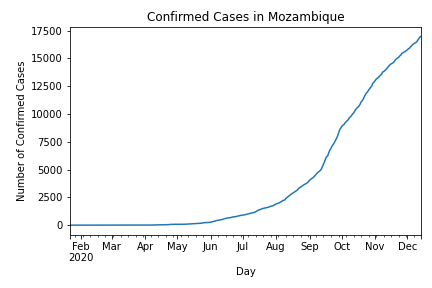 Confirmed Cases in Mozambique
Number of Confirmed Cases
17500
15000
12500
10000
7500
5000
2500
0
Feb Mar Apr May Jun Jul Aug Sep Oct Nov Dec
2020
Day